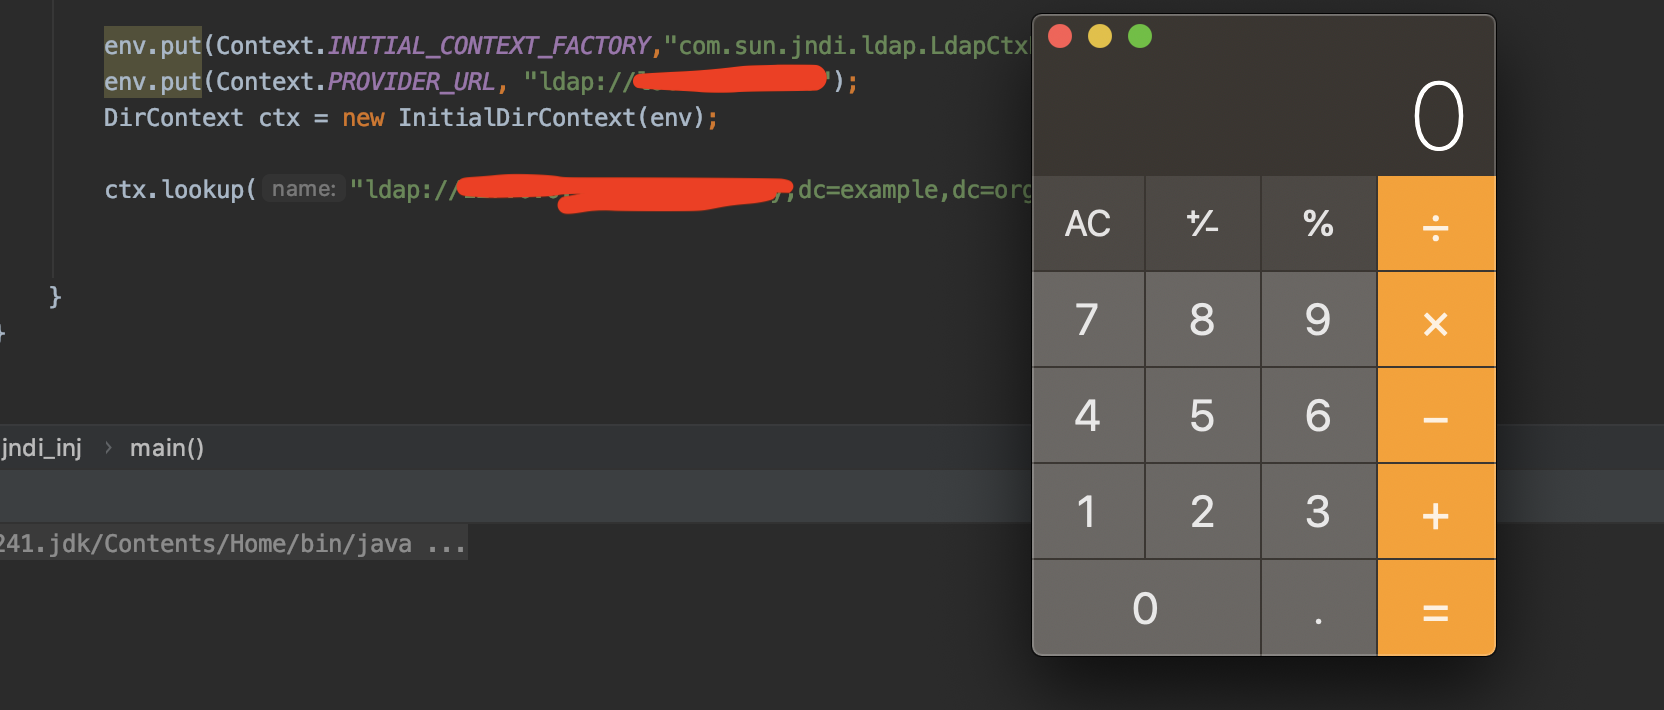 env.put(Context.INITIAL_CONTEXT_FACTORY,"com.sun.jndi.ldap.LdapCtx
env.put(Context.PROVIDER_URL, "ldap:// ");
DirContext ctx = new InitialDirContext(env);
ctx.lookup( name: "ldap:// ,dc=example,dc=org
}
}
jndi_inj › main()
241.jdk/Contents/Home/bin/java ...
0
AC +/- % ÷
7 8 9 ×
4 5 6 −
1 2 3 +
0 . =